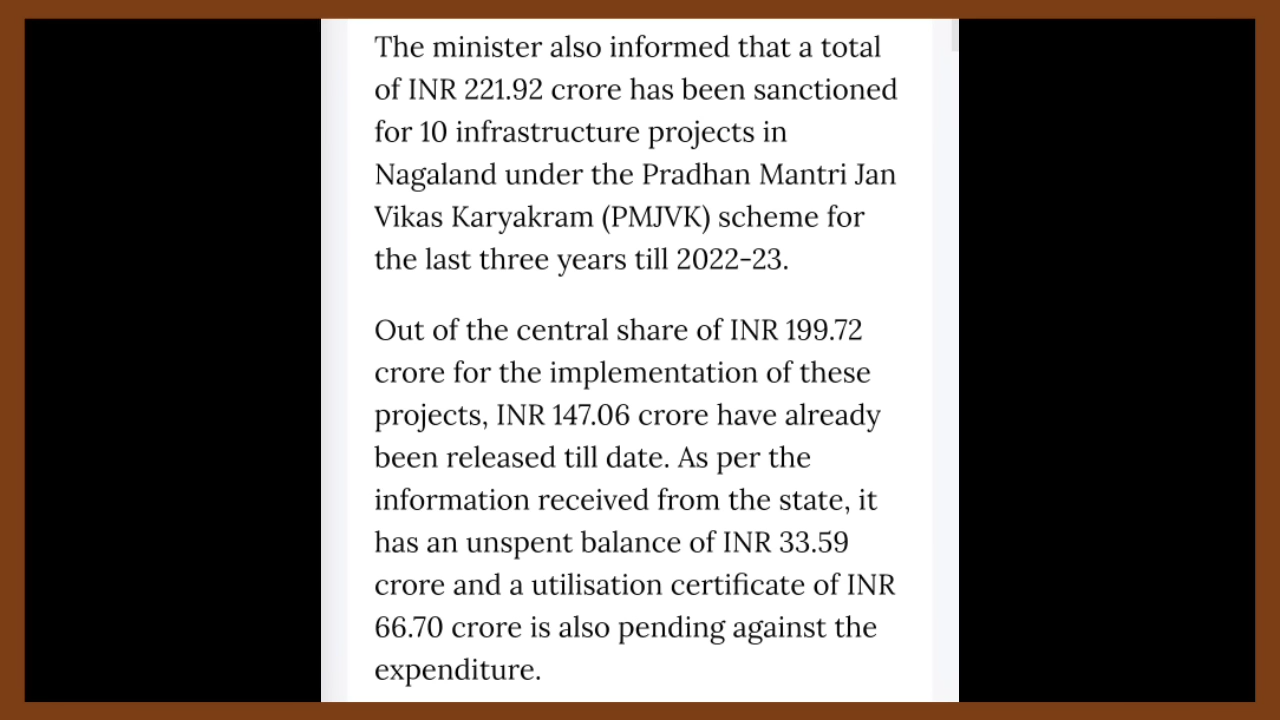 The minister also informed that a total
of INR 221.92 crore has been sanctioned
for 10 infrastructure projects in
Nagaland under the Pradhan Mantri Jan
Vikas Karyakram (PMJVK) scheme for
the last three years till 2022-23.
Out of the central share of INR 199.72
crore for the implementation of these
projects, INR 147.06 crore have already
been released till date. As per the
information received from the state, it
has an unspent balance of INR 33.59
crore and a utilisation certificate of INR
66.70 crore is also pending against the
expenditure.